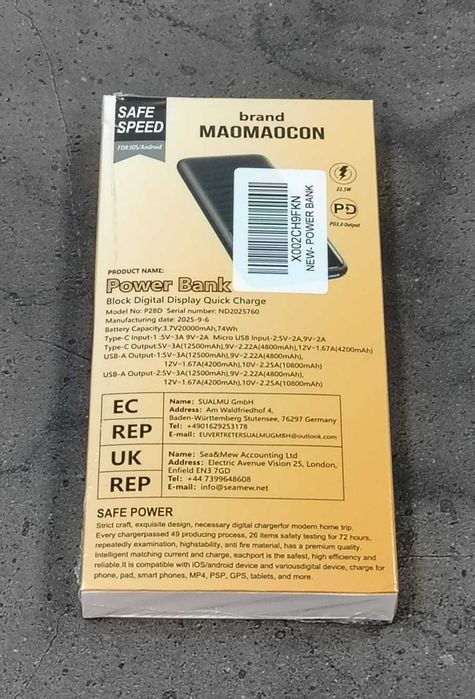 SAFE
SPEED
FOR:IOS/Android
brand
MAOMAOCON
22.5W
PD
PD3.0 Output
X002CH9FKN
NEW- POWER BANK
PRODUCT NAME:
Power Bank
Block Digital Display Quick Charge
Model No: P28D Serial number: ND2025760
Manufacturing date: 2025-9-6
Battery Capacity:3.7V20000mAh,74Wh
Type-C Input-1:5V=3A 9V=2A Micro USB Input-2:5V=2A,9V=2A
Type-C Output:5V=3A(12500mAH),9V=2.22A(4800mAh),12V=1.67A(4200mAh)
USB-A Output-1:5V=3A(12500mAH),9V=2.22A(4800mAh),
12V=1.67A(4200mAh),10V=2.25A(10800mAh)
USB-A Output-2:5V=3A(12500mAH),9V=2.22A(4800mAh),
12V=1.67A(4200mAh),10V=2.25A(10800mAh)
EC
REP
Name: SUALMU GmbH
Address: Am Waldfriedhof 4,
Baden-Württemberg Stutensee, 76297 Germany
Tel: +4901629253178
E-mail: EUVERTRETERSUALMUGMBH@outlook.com
UK
REP
Name: Sea&Mew Accounting Ltd
Address: Electric Avenue Vision 25, London,
Enfield EN3 7GD
Tel: +44 7399648608
E-mail: info@seamew.net
SAFE POWER
Strict craft, exquisite design, necessary digital chargerfor modern home trip.
Every chargerpassed 49 producing process, 26 items safety testing for 72 hours,
repeatedly examination, highstability, anti fire material, has a premium quality.
Intelligent matching current and charge, eachport is the safest, high efficiency and
reliable.It is compatible with iOS/android device and variousdigital device, charge for
phone, pad, smart phones, MP4, PSP, GPS, tablets, and more.